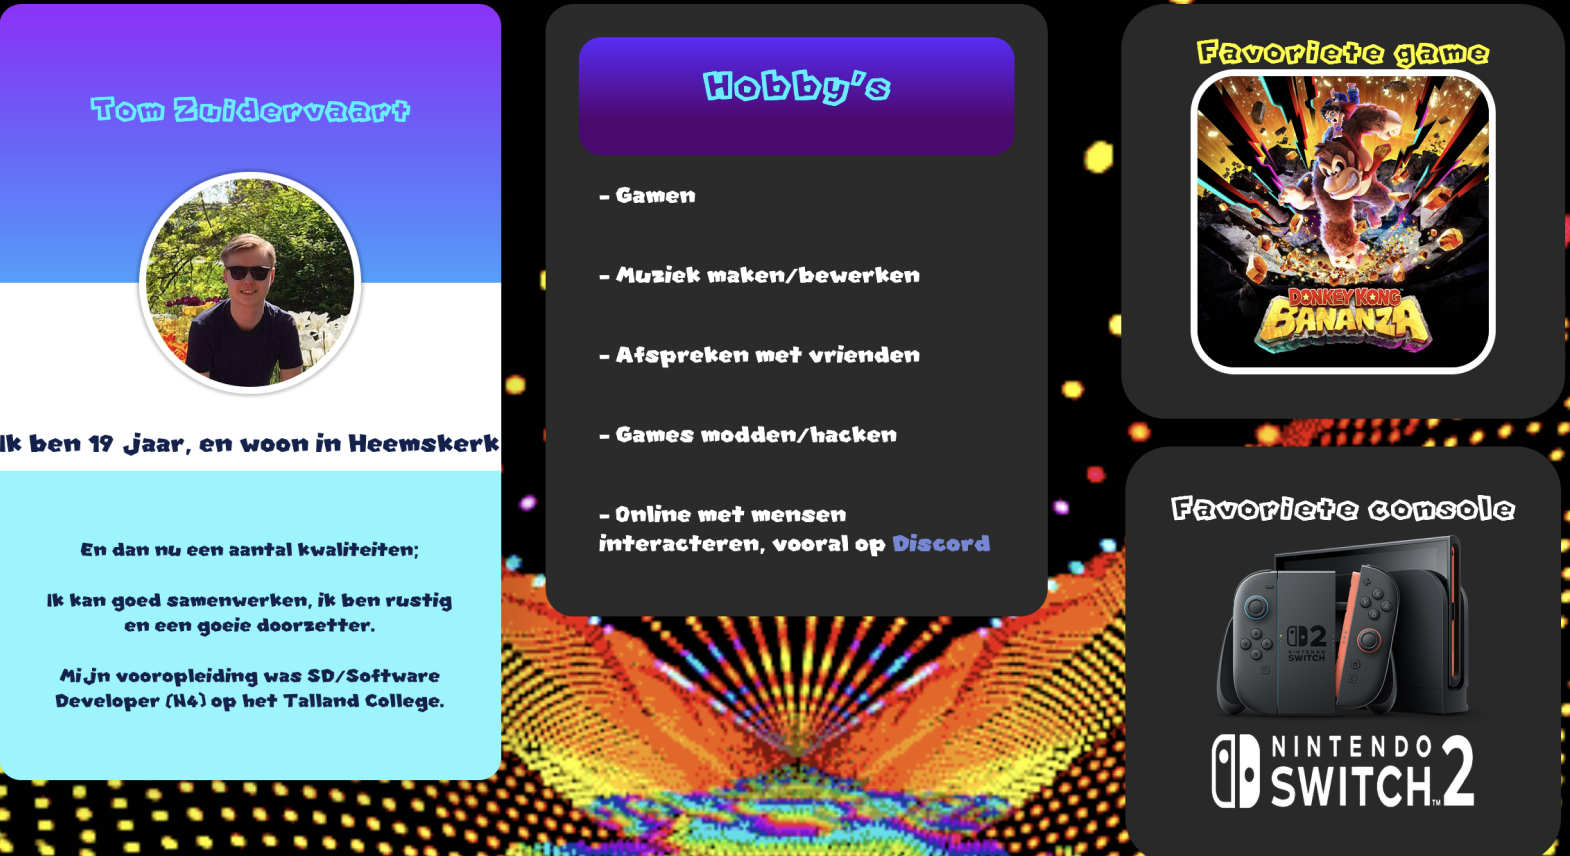 Tom Zuidervaart
Ik ben 19 jaar, en woon in Heemskerk
En dan nu een aantal kwaliteiten;
Ik kan goed samenwerken, ik ben rustig
en een goeie doorzetter.
Mijn vooropleiding was SD/Software
Developer (N4) op het Talland College.
Hobby's
- Gamen
- Muziek maken/bewerken
- Afspreken met vrienden
- Games modden/hacken
- Online met mensen
interacteren, vooral op Discord
Favoriete game
DONKEY KONG
BANANZA
Favoriete console
2
NINTENDO
SWITCH
NINTENDO
SWITCH™ 2